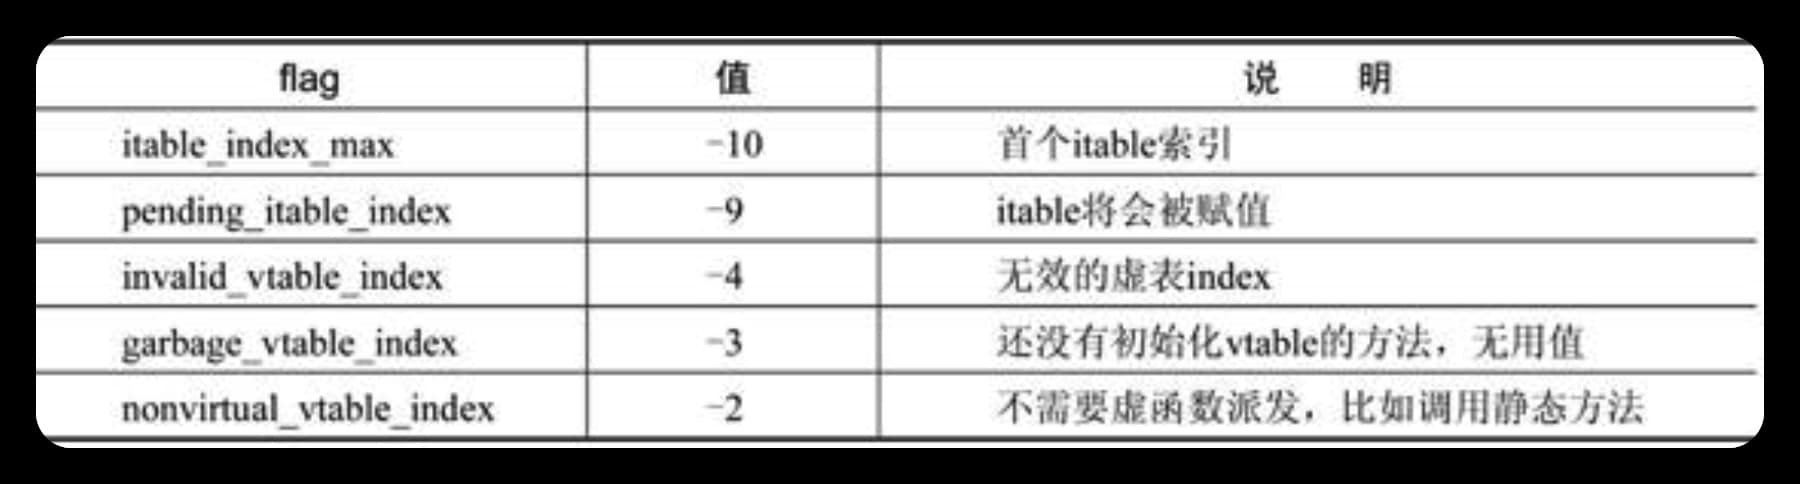 flag 值 说 明
itable_index_max -10 首个itable索引
pending_itable_index -9 itable将会被赋值
invalid_vtable_index -4 无效的虚表index
garbage_vtable_index -3 还没有初始化vtable的方法，无用值
nonvirtual_vtable_index -2 不需要虚函数派发，比如调用静态方法